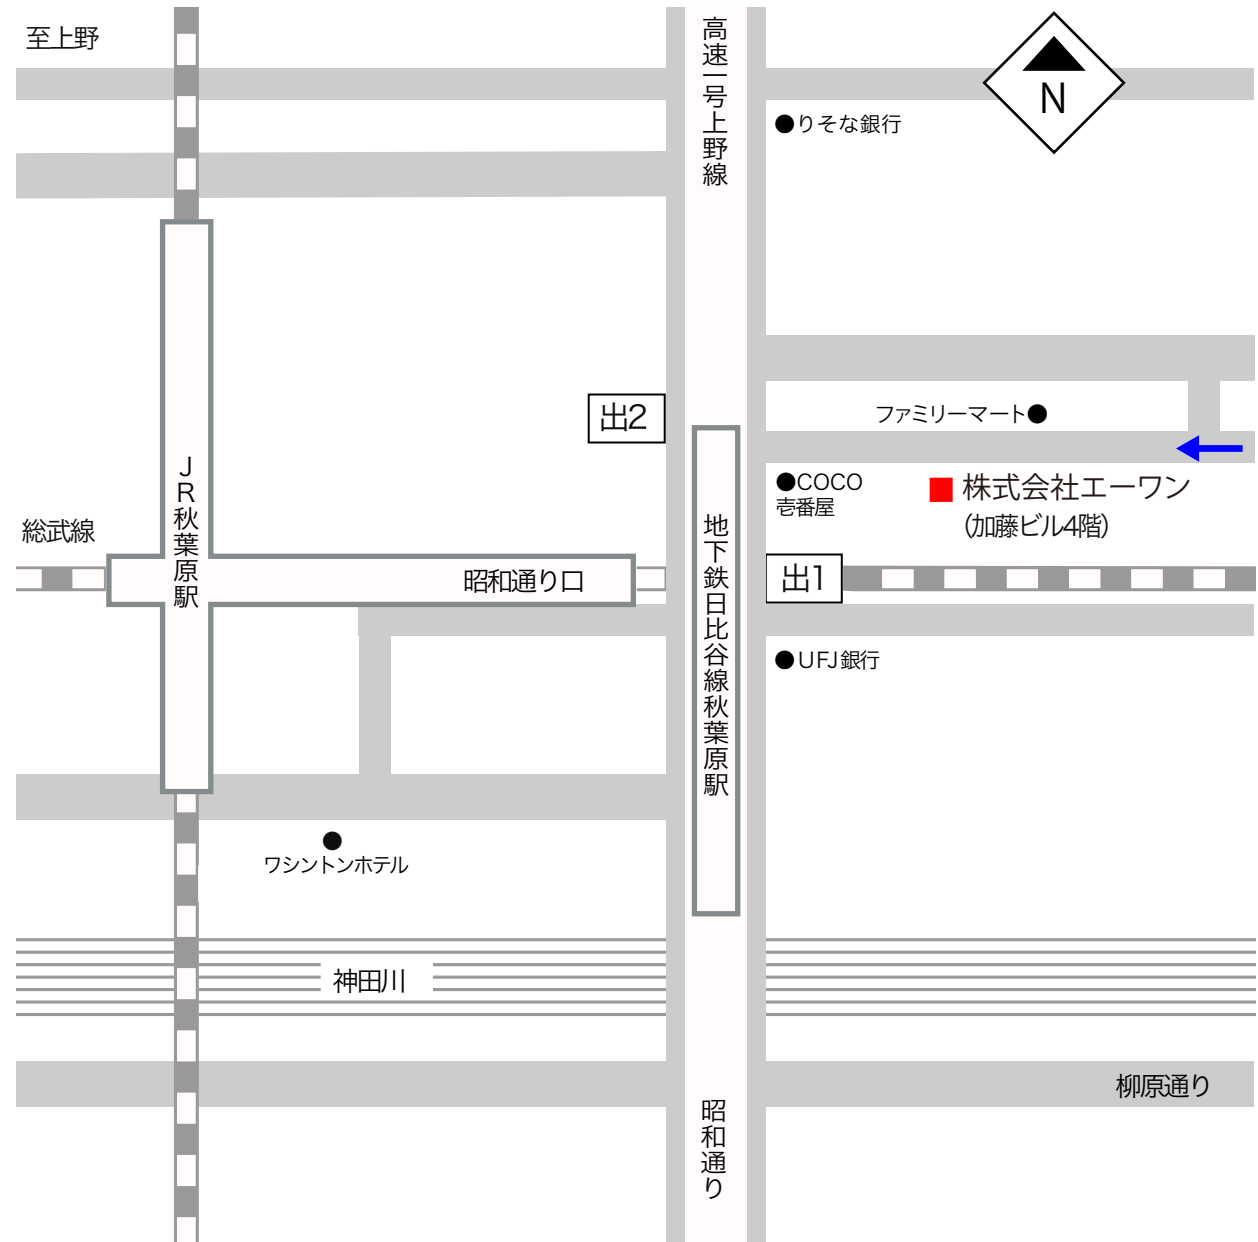 至上野
高速一号上野線
N
●りそな銀行
出2
ファミリーマート●
●COCO
壱番屋
株式会社エーワン
(加藤ビル4階)
JR秋葉原駅
総武線
昭和通り口
地下鉄日比谷線秋葉原駅
出1
●UFJ銀行
ワシントンホテル
神田川
柳原通り
昭和通り